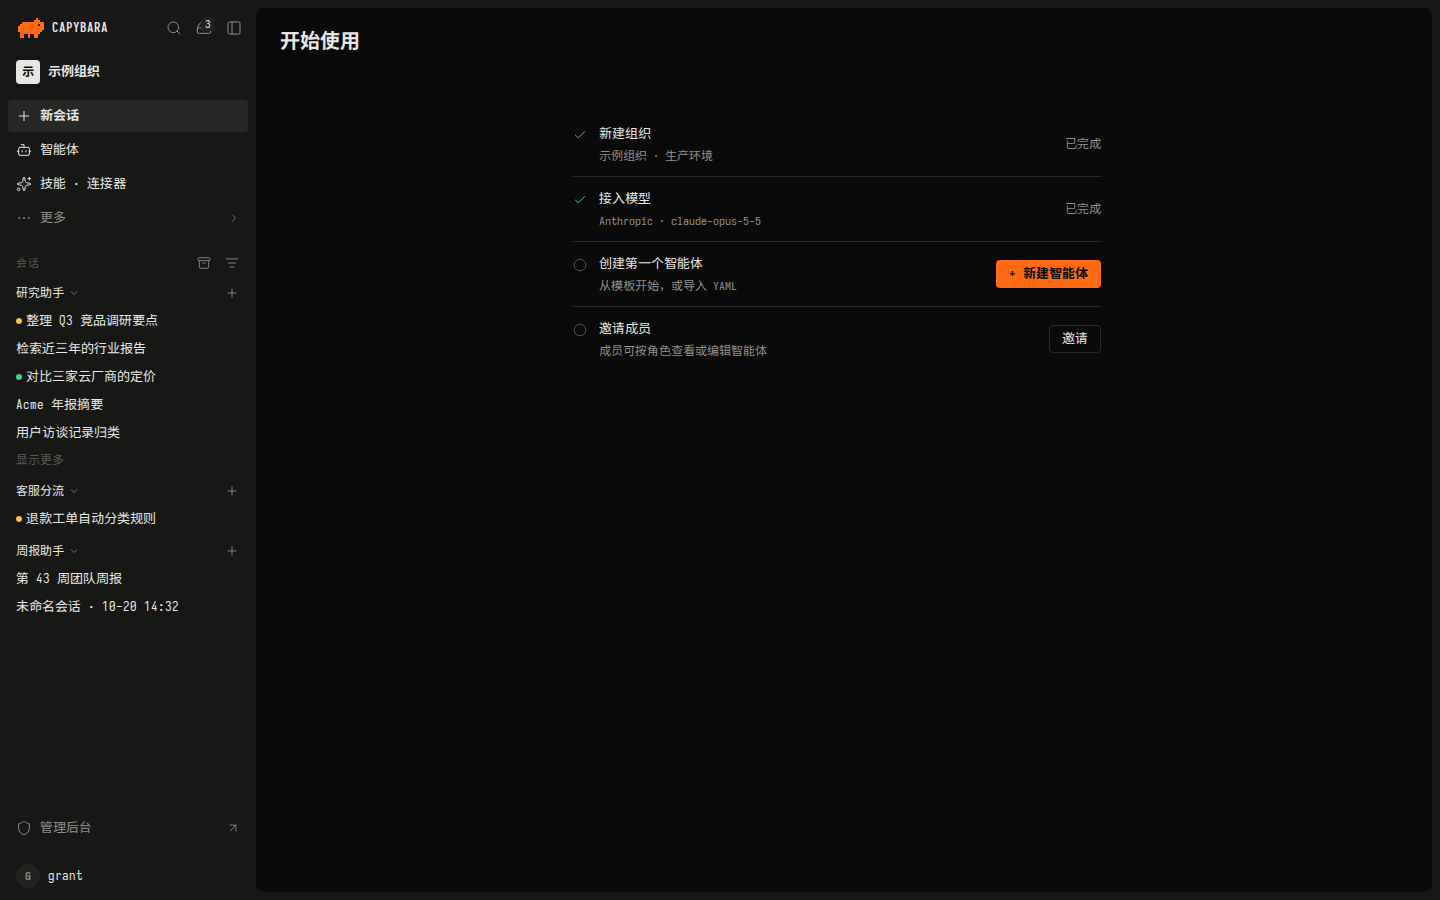 CAPYBARA
3
示 示例组织
新会话
智能体
技能 · 连接器
更多
会话
研究助手
整理 Q3 竞品调研要点
检索近三年的行业报告
对比三家云厂商的定价
Acme 年报摘要
用户访谈记录归类
显示更多
客服分流
退款工单自动分类规则
周报助手
第 43 周团队周报
未命名会话 · 10-20 14:32
管理后台
G grant
开始使用
新建组织
示例组织 · 生产环境
已完成
接入模型
Anthropic · claude-opus-5-5
已完成
创建第一个智能体
从模板开始，或导入 YAML
+ 新建智能体
邀请成员
成员可按角色查看或编辑智能体
邀请